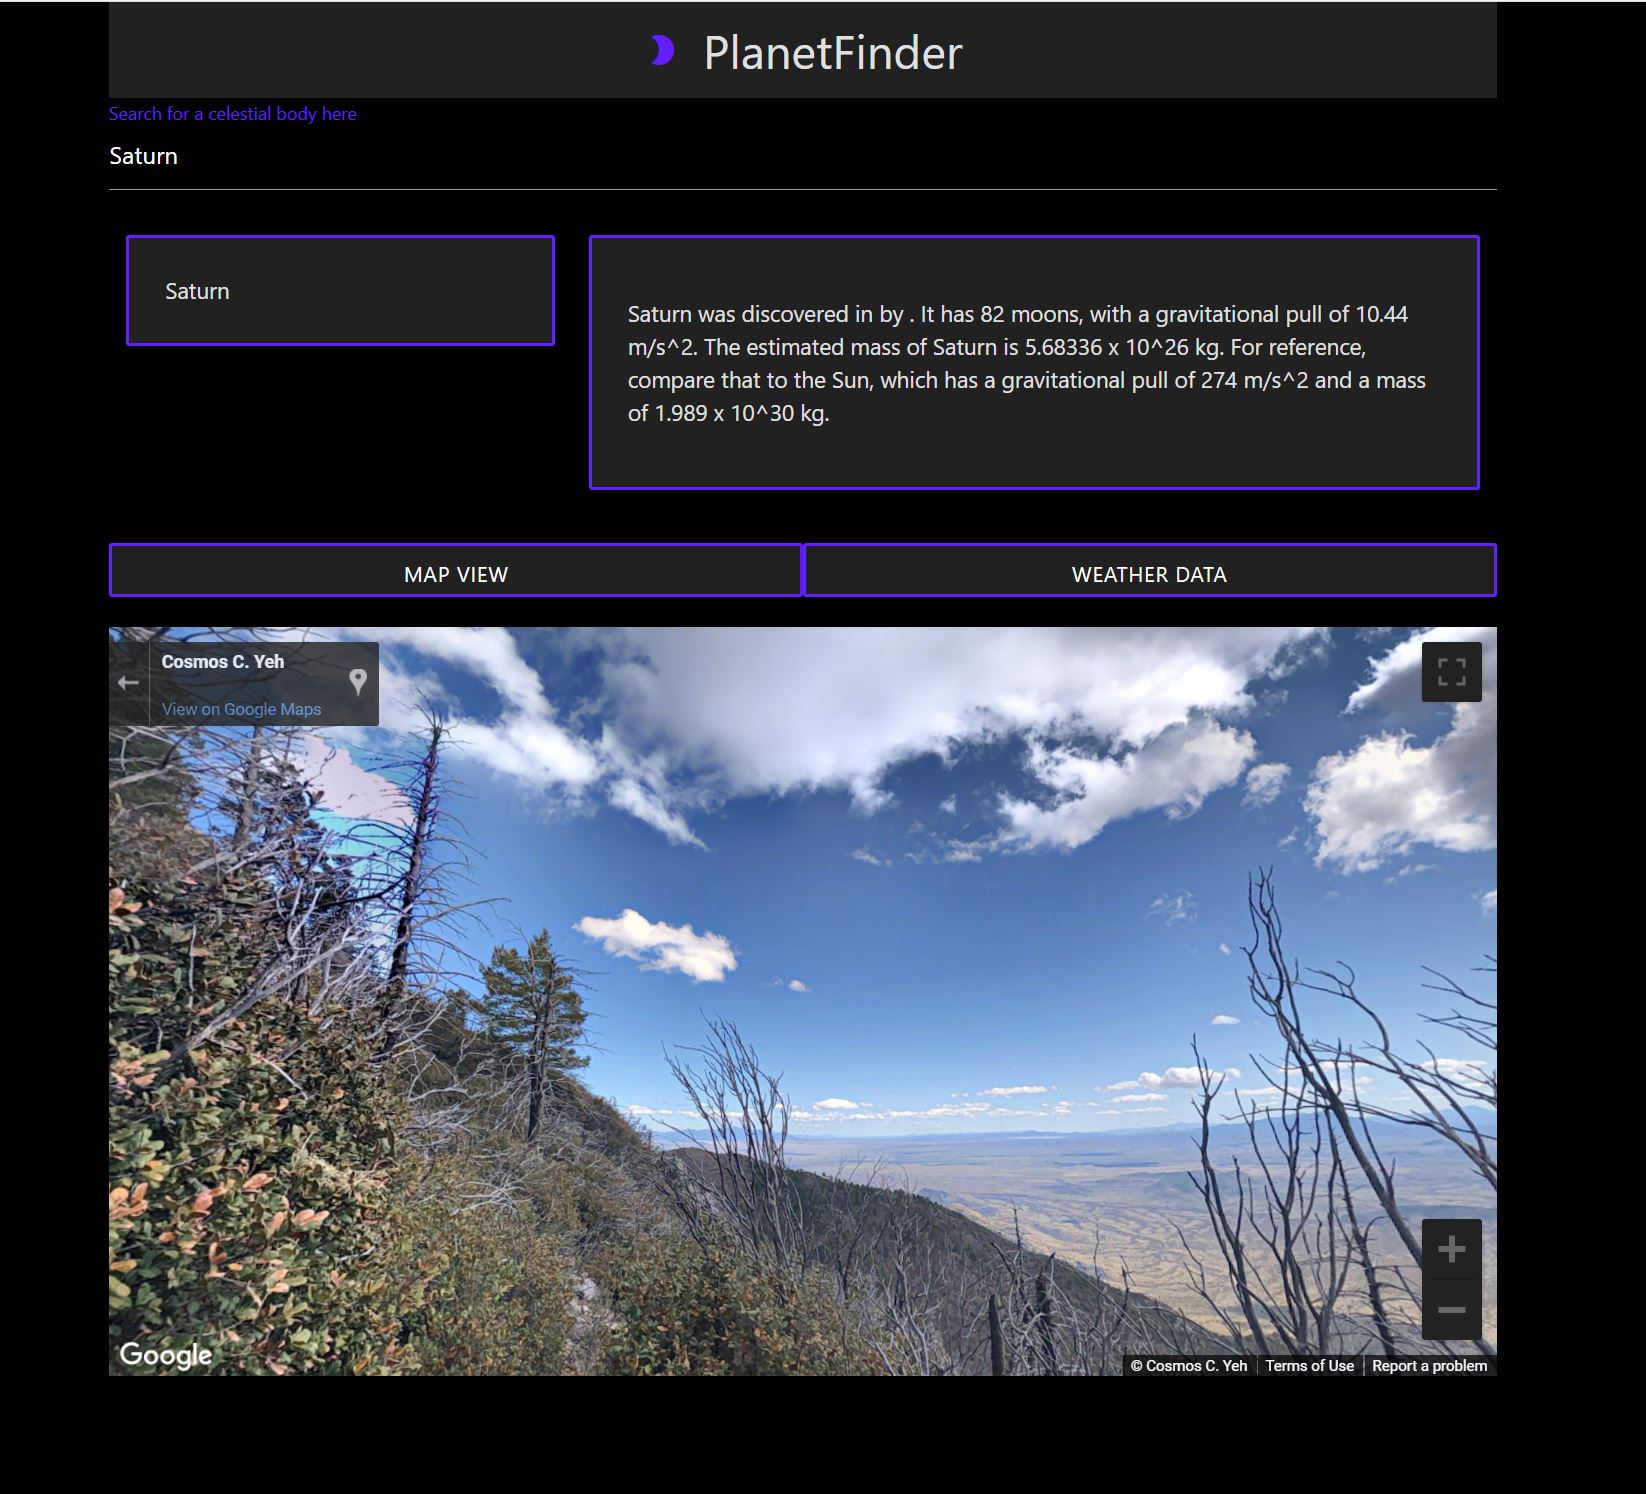 PlanetFinder
Search for a celestial body here
Saturn
Saturn
Saturn was discovered in by . It has 82 moons, with a gravitational pull of 10.44
m/s^2. The estimated mass of Saturn is 5.68336 x 10^26 kg. For reference,
compare that to the Sun, which has a gravitational pull of 274 m/s^2 and a mass
of 1.989 x 10^30 kg.
MAP VIEW
WEATHER DATA
Cosmos C. Yeh
View on Google Maps
Google
© Cosmos C. Yeh
Terms of Use
Report a problem